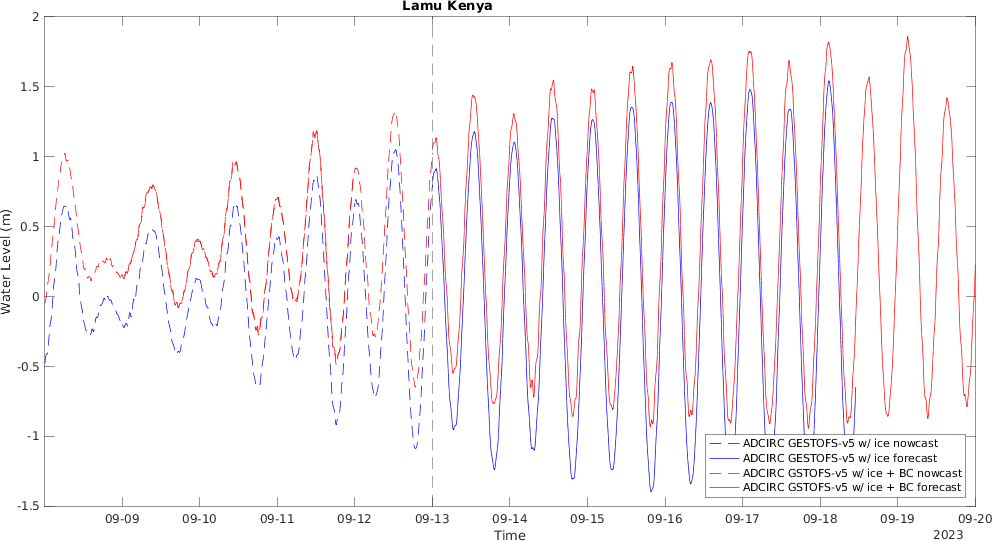 Lamu Kenya
2
1.5
1
0.5
0
-0.5
-1
-1.5
Water Level (m)
ADCIRC GESTOFS-v5 w/ ice nowcast
ADCIRC GESTOFS-v5 w/ ice forecast
ADCIRC GSTOFS-v5 w/ ice + BC nowcast
ADCIRC GSTOFS-v5 w/ ice + BC forecast
09-09 09-10 09-11 09-12 09-13 09-14 09-15 09-16 09-17 09-18 09-19 09-20
Time
2023